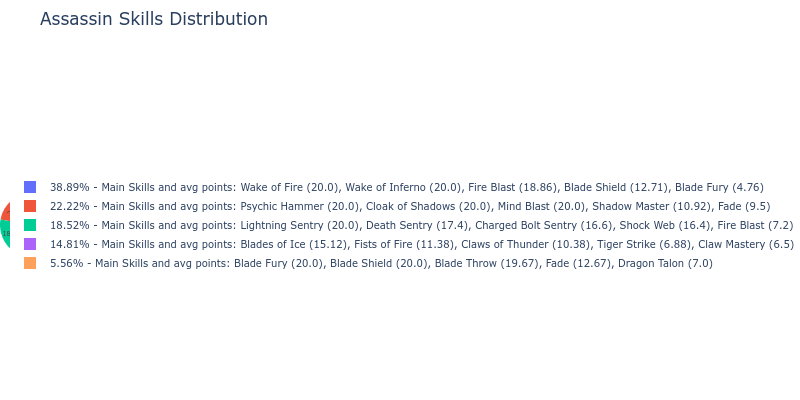 Assassin Skills Distribution
38.89% - Main Skills and avg points: Wake of Fire (20.0), Wake of Inferno (20.0), Fire Blast (18.86), Blade Shield (12.71), Blade Fury (4.76)
22.22% - Main Skills and avg points: Psychic Hammer (20.0), Cloak of Shadows (20.0), Mind Blast (20.0), Shadow Master (10.92), Fade (9.5)
18.52% - Main Skills and avg points: Lightning Sentry (20.0), Death Sentry (17.4), Charged Bolt Sentry (16.6), Shock Web (16.4), Fire Blast (7.2)
14.81% - Main Skills and avg points: Blades of Ice (15.12), Fists of Fire (11.38), Claws of Thunder (10.38), Tiger Strike (6.88), Claw Mastery (6.5)
5.56% - Main Skills and avg points: Blade Fury (20.0), Blade Shield (20.0), Blade Throw (19.67), Fade (12.67), Dragon Talon (7.0)